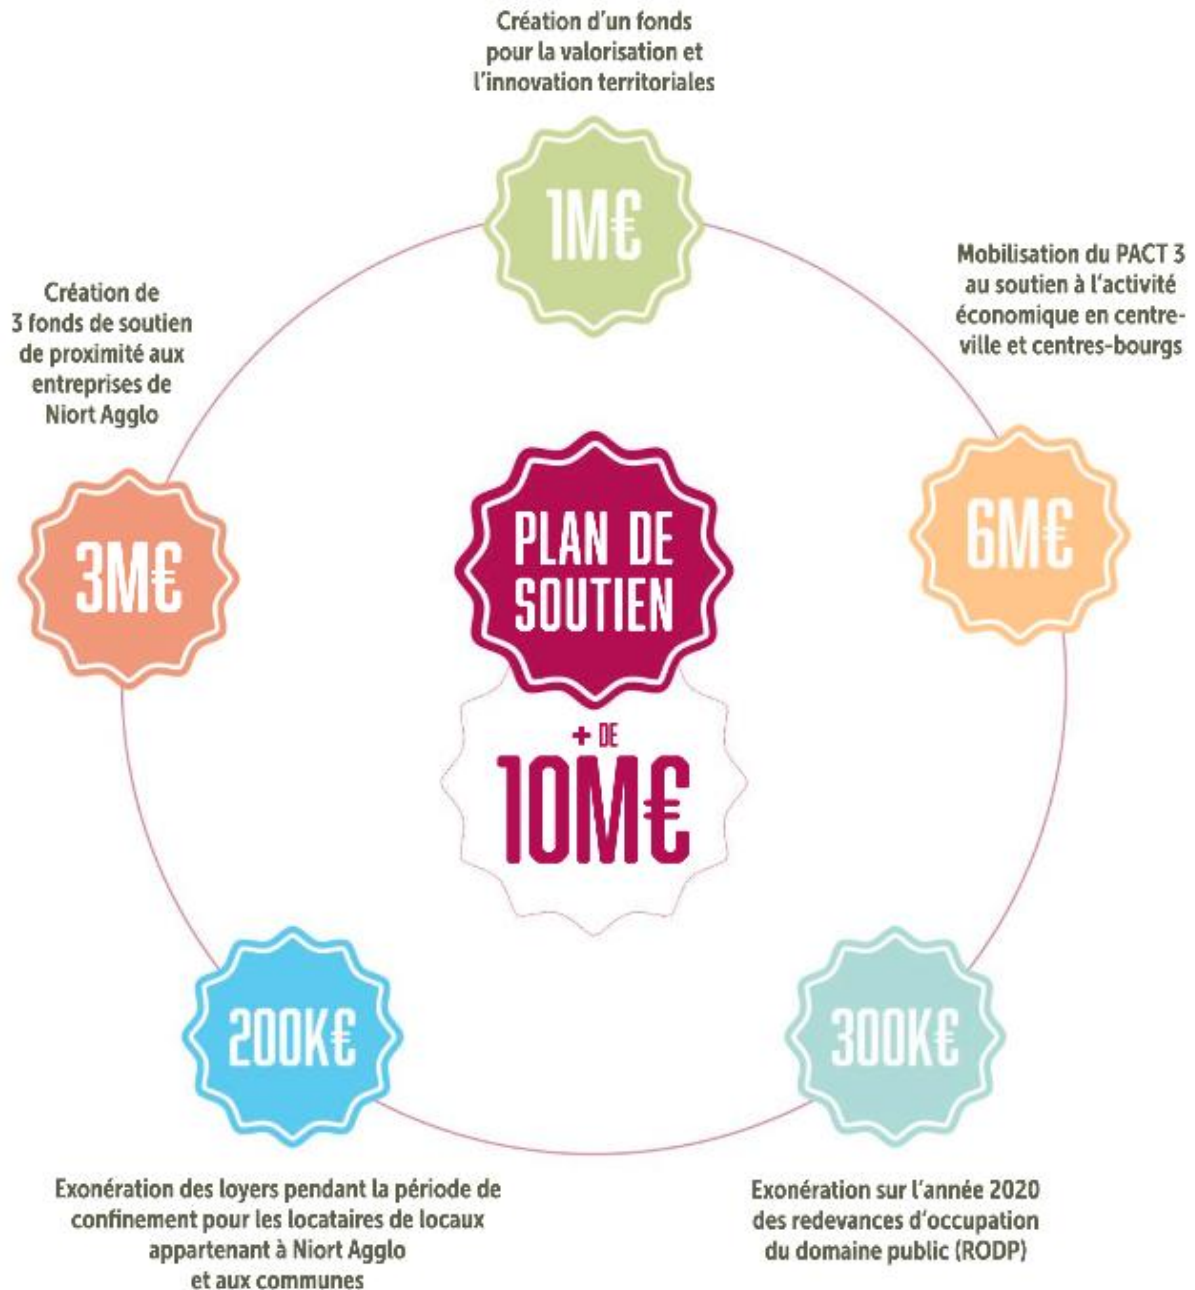 Création d'un fonds
pour la valorisation et
l'innovation territoriales
1M€
Mobilisation du PACT 3
au soutien à l'activité
économique en centre-
ville et centres-bourgs
6M€
Création de
3 fonds de soutien
de proximité aux
entreprises de
Niort Agglo
3M€
PLAN DE
SOUTIEN
+ DE
10M€
200K€
Exonération des loyers pendant la période de
confinement pour les locataires de locaux
appartenant à Niort Agglo
et aux communes
300K€
Exonération sur l'année 2020
des redevances d'occupation
du domaine public (RODP)